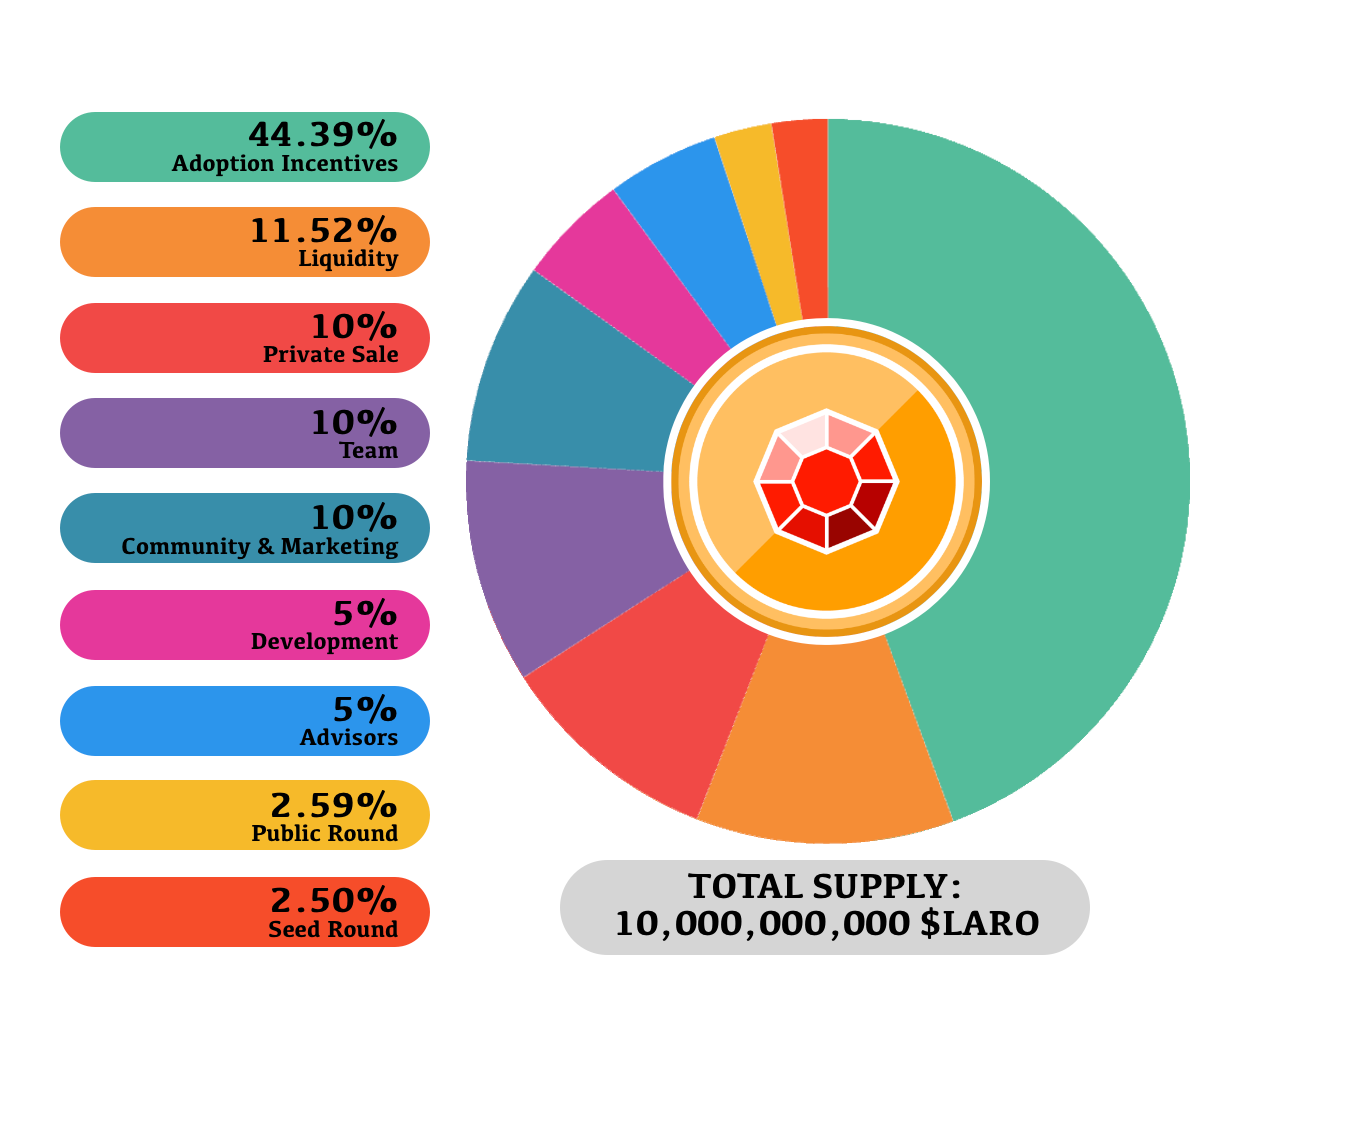 44.39%
Adoption Incentives
11.52%
Liquidity
10%
Private Sale
10%
Team
10%
Community & Marketing
5%
Development
5%
Advisors
2.59%
Public Round
2.50%
Seed Round
TOTAL SUPPLY:
10,000,000,000 $LARO